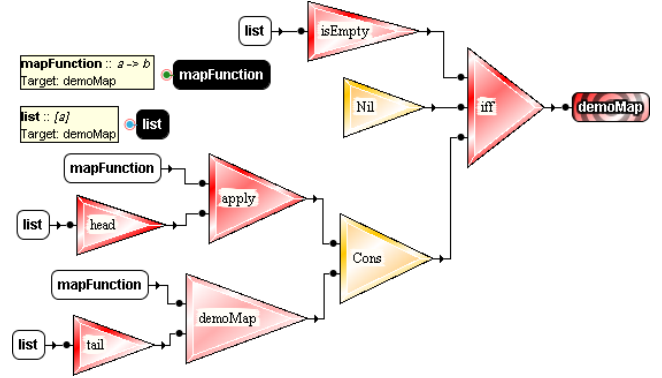 list
isEmpty
mapFunction :: a -> b
Target: demoMap
mapFunction
Nil
iff
demoMap
list :: [a]
Target: demoMap
list
mapFunction
apply
list
head
Cons
mapFunction
demoMap
list
tail